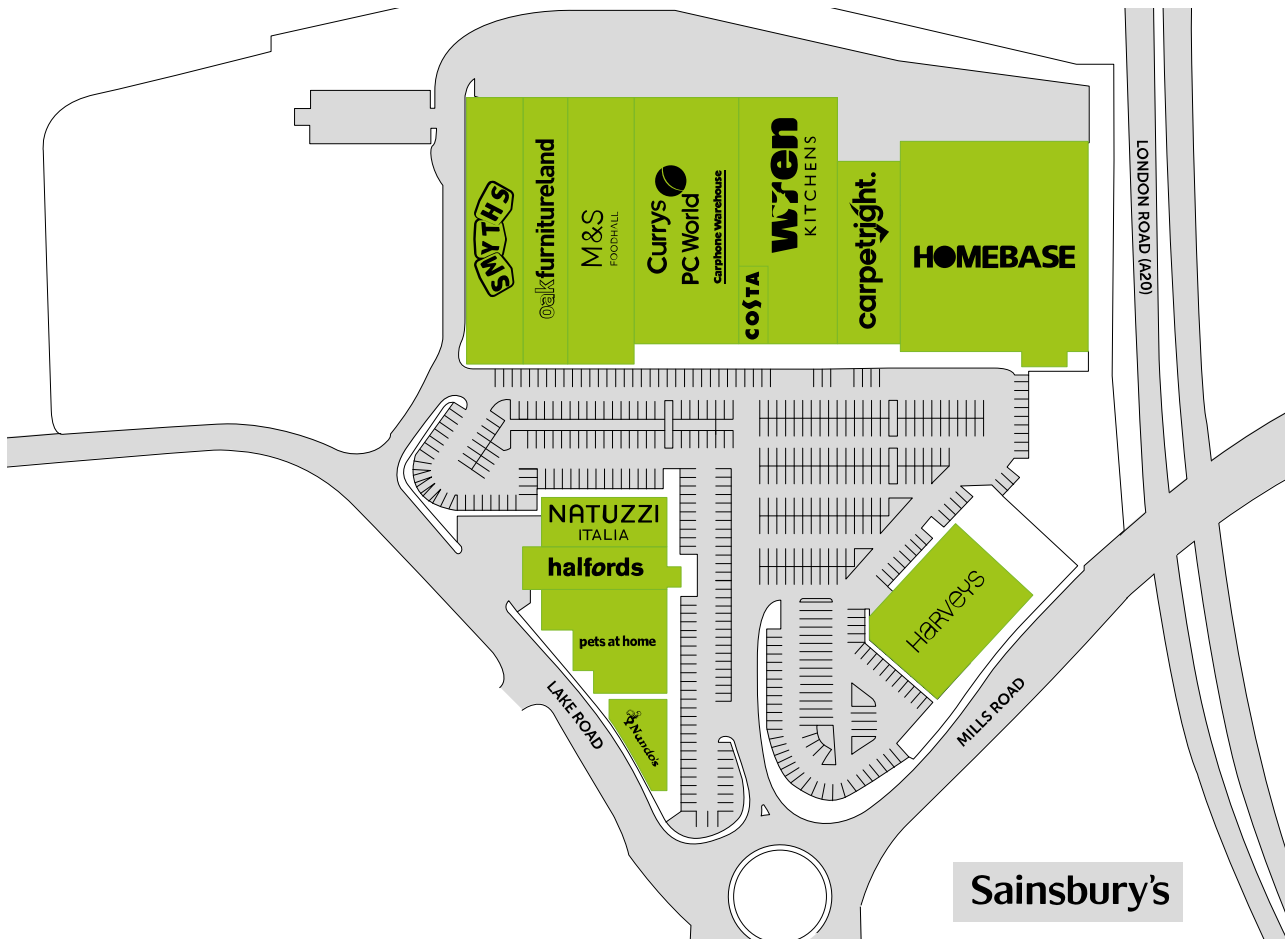 SMYTHS
oakfurnitureland
M&S
FOODHALL
Currys
PC World
Carphone Warehouse
COSTA
wren
KITCHENS
carpetright.
HOMEBASE
LONDON ROAD (A20)
NATUZZI
ITALIA
halfords
pets at home
Nando's
LAKE ROAD
HARVEYS
MILLS ROAD
Sainsbury's